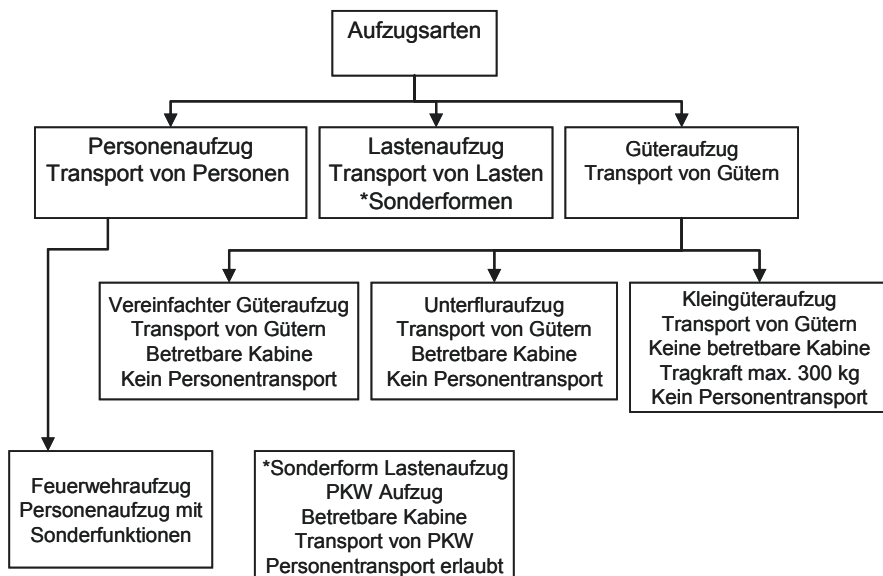 Aufzugsarten
Personenaufzug
Transport von Personen
Lastenaufzug
Transport von Lasten
*Sonderformen
Güteraufzug
Transport von Gütern
Vereinfachter Güteraufzug
Transport von Gütern
Betretbare Kabine
Kein Personentransport
Unterfluraufzug
Transport von Gütern
Betretbare Kabine
Kein Personentransport
Kleingüteraufzug
Transport von Gütern
Keine betretbare Kabine
Tragkraft max. 300 kg
Kein Personentransport
Feuerwehraufzug
Personenaufzug mit
Sonderfunktionen
*Sonderform Lastenaufzug
PKW Aufzug
Betretbare Kabine
Transport von PKW
Personentransport erlaubt